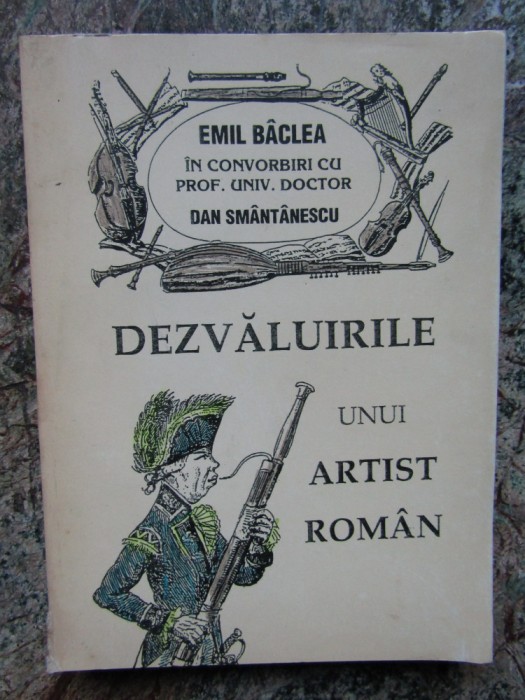 EMIL BÂCLEA
ÎN CONVORBIRI CU
PROF. UNIV. DOCTOR
DAN SMÂNTÂNESCU
DEZVĂLUIRILE
UNUI
ARTIST
ROMÂN